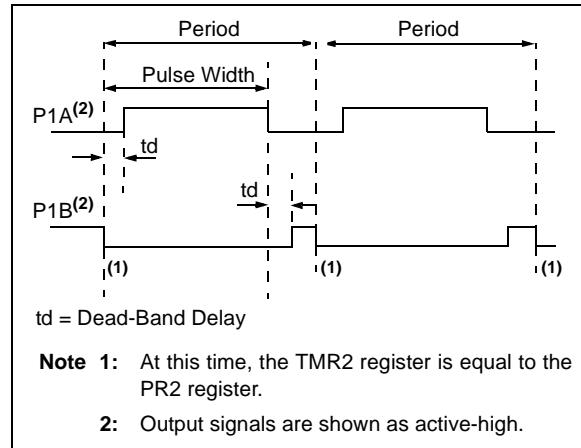 Period Period
Pulse Width
P1A(2)
td
td
P1B(2)
(1) (1) (1)
td = Dead-Band Delay
Note 1: At this time, the TMR2 register is equal to the
PR2 register.
2: Output signals are shown as active-high.